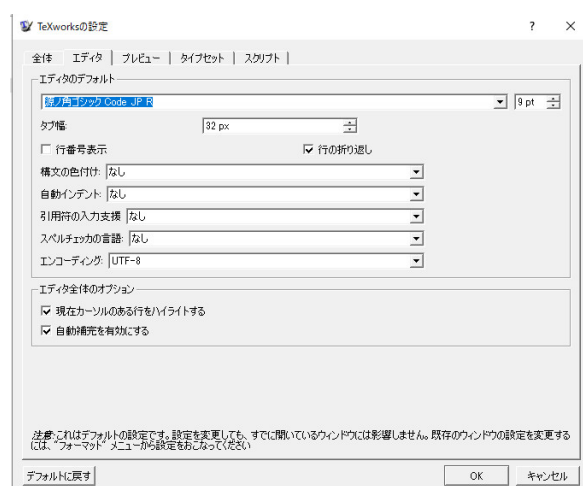 TeXworksの設定
全体 エディタ プレビュー タイプセット スクリプト
エディタのデフォルト
源ノ角ゴシック Code JP R 9 pt
タブ幅: 32 px
行番号表示 行の折り返し
構文の色付け: なし
自動インデント: なし
引用符の入力支援 なし
スペルチェッカの言語: なし
エンコーディング: UTF-8
エディタ全体のオプション
現在カーソルのある行をハイライトする
自動補完を有効にする
注意:これはデフォルトの設定です。設定を変更しても、すでに開いているウィンドウには影響しません。既存のウィンドウの設定を変更する
には、"フォーマット" メニューから設定をおこなってください
デフォルトに戻す OK キャンセル